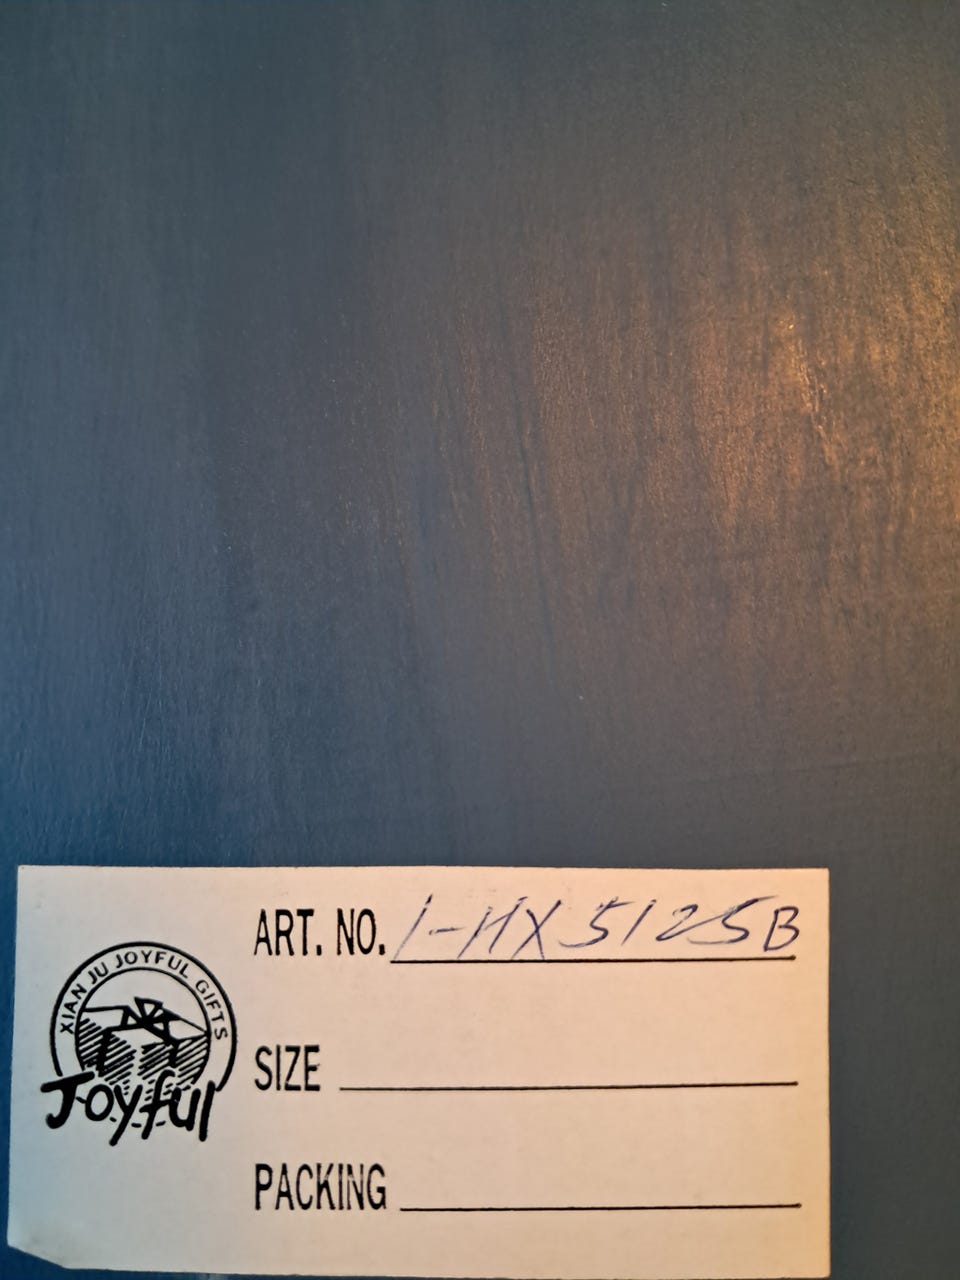 ART. NO. 1-HX5125B
XIAN JU JOYFUL GIFTS
Joyful
SIZE
PACKING